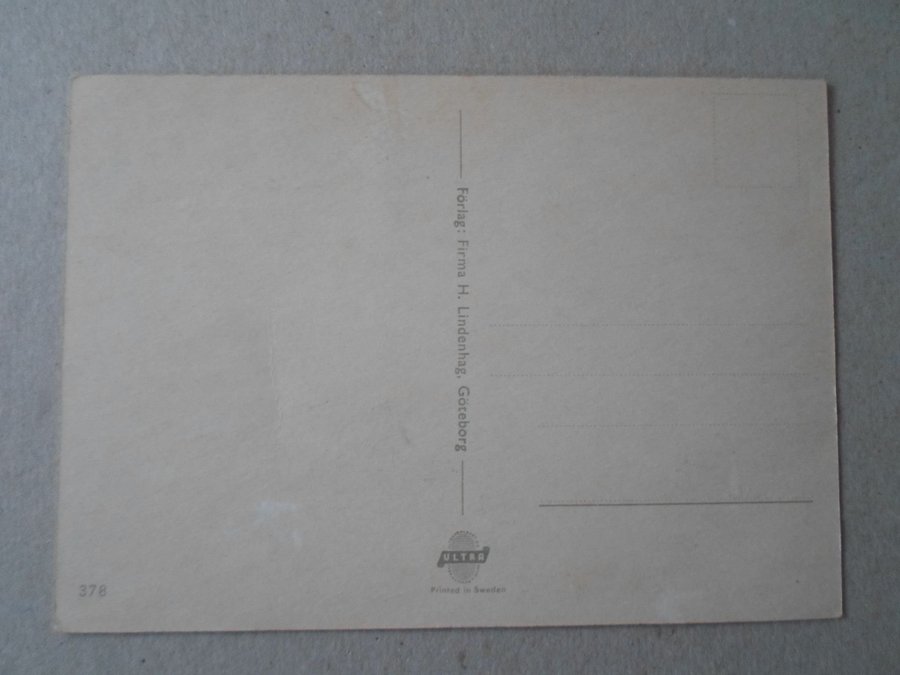 Förlag: Firma H. Lindenhag, Göteborg
ULTRA
Printed in Sweden
378